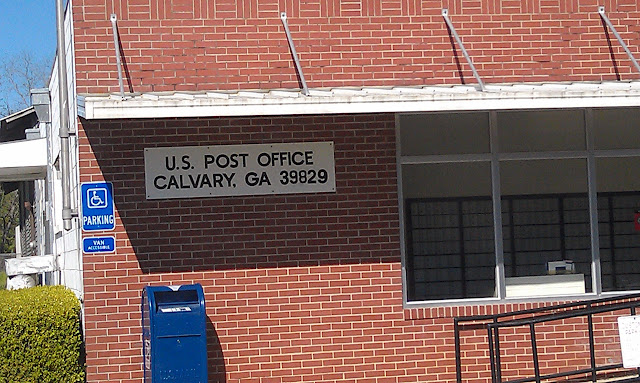 U.S. POST OFFICE
CALVARY, GA 39829
PARKING
VAN
ACCESSIBLE